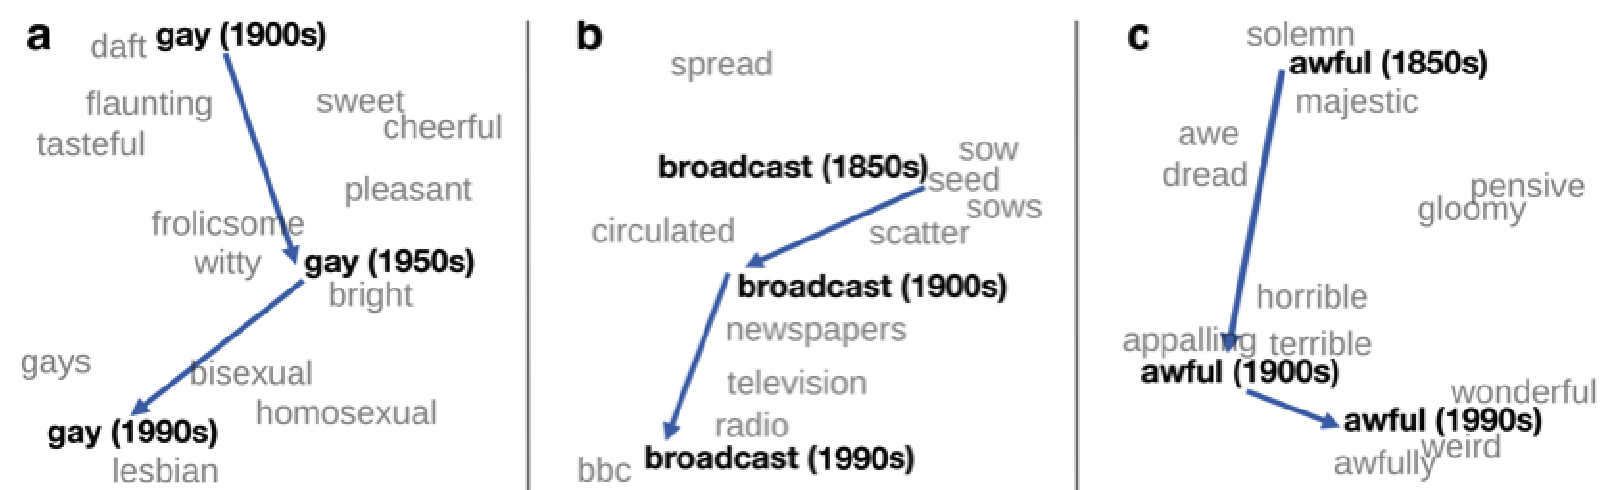 a
daft gay (1900s)
flaunting sweet
cheerful
tasteful
pleasant
frolicsome
witty gay (1950s)
bright
gays
bisexual
homosexual
gay (1990s)
lesbian
b
spread
sow
broadcast (1850s)
seed
sows
circulated scatter
broadcast (1900s)
newspapers
television
radio
broadcast (1990s)
bbc
c
solemn
awful (1850s)
majestic
awe
dread
pensive
gloomy
horrible
appalling terrible
awful (1900s)
wonderful
awful (1990s)
weird
awfully